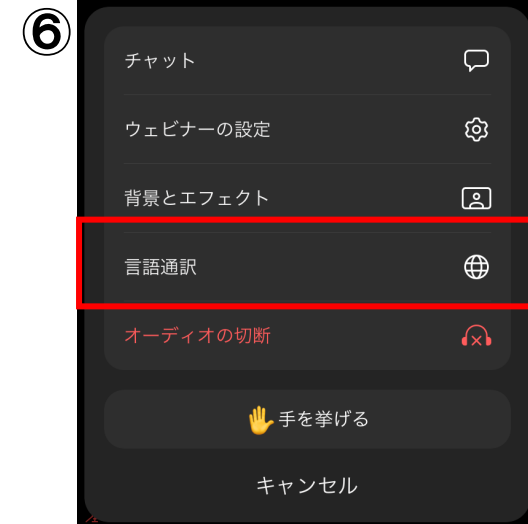 ⑥
チャット
ウェビナーの設定
背景とエフェクト
言語通訳
オーディオの切断
✋手を挙げる
キャンセル